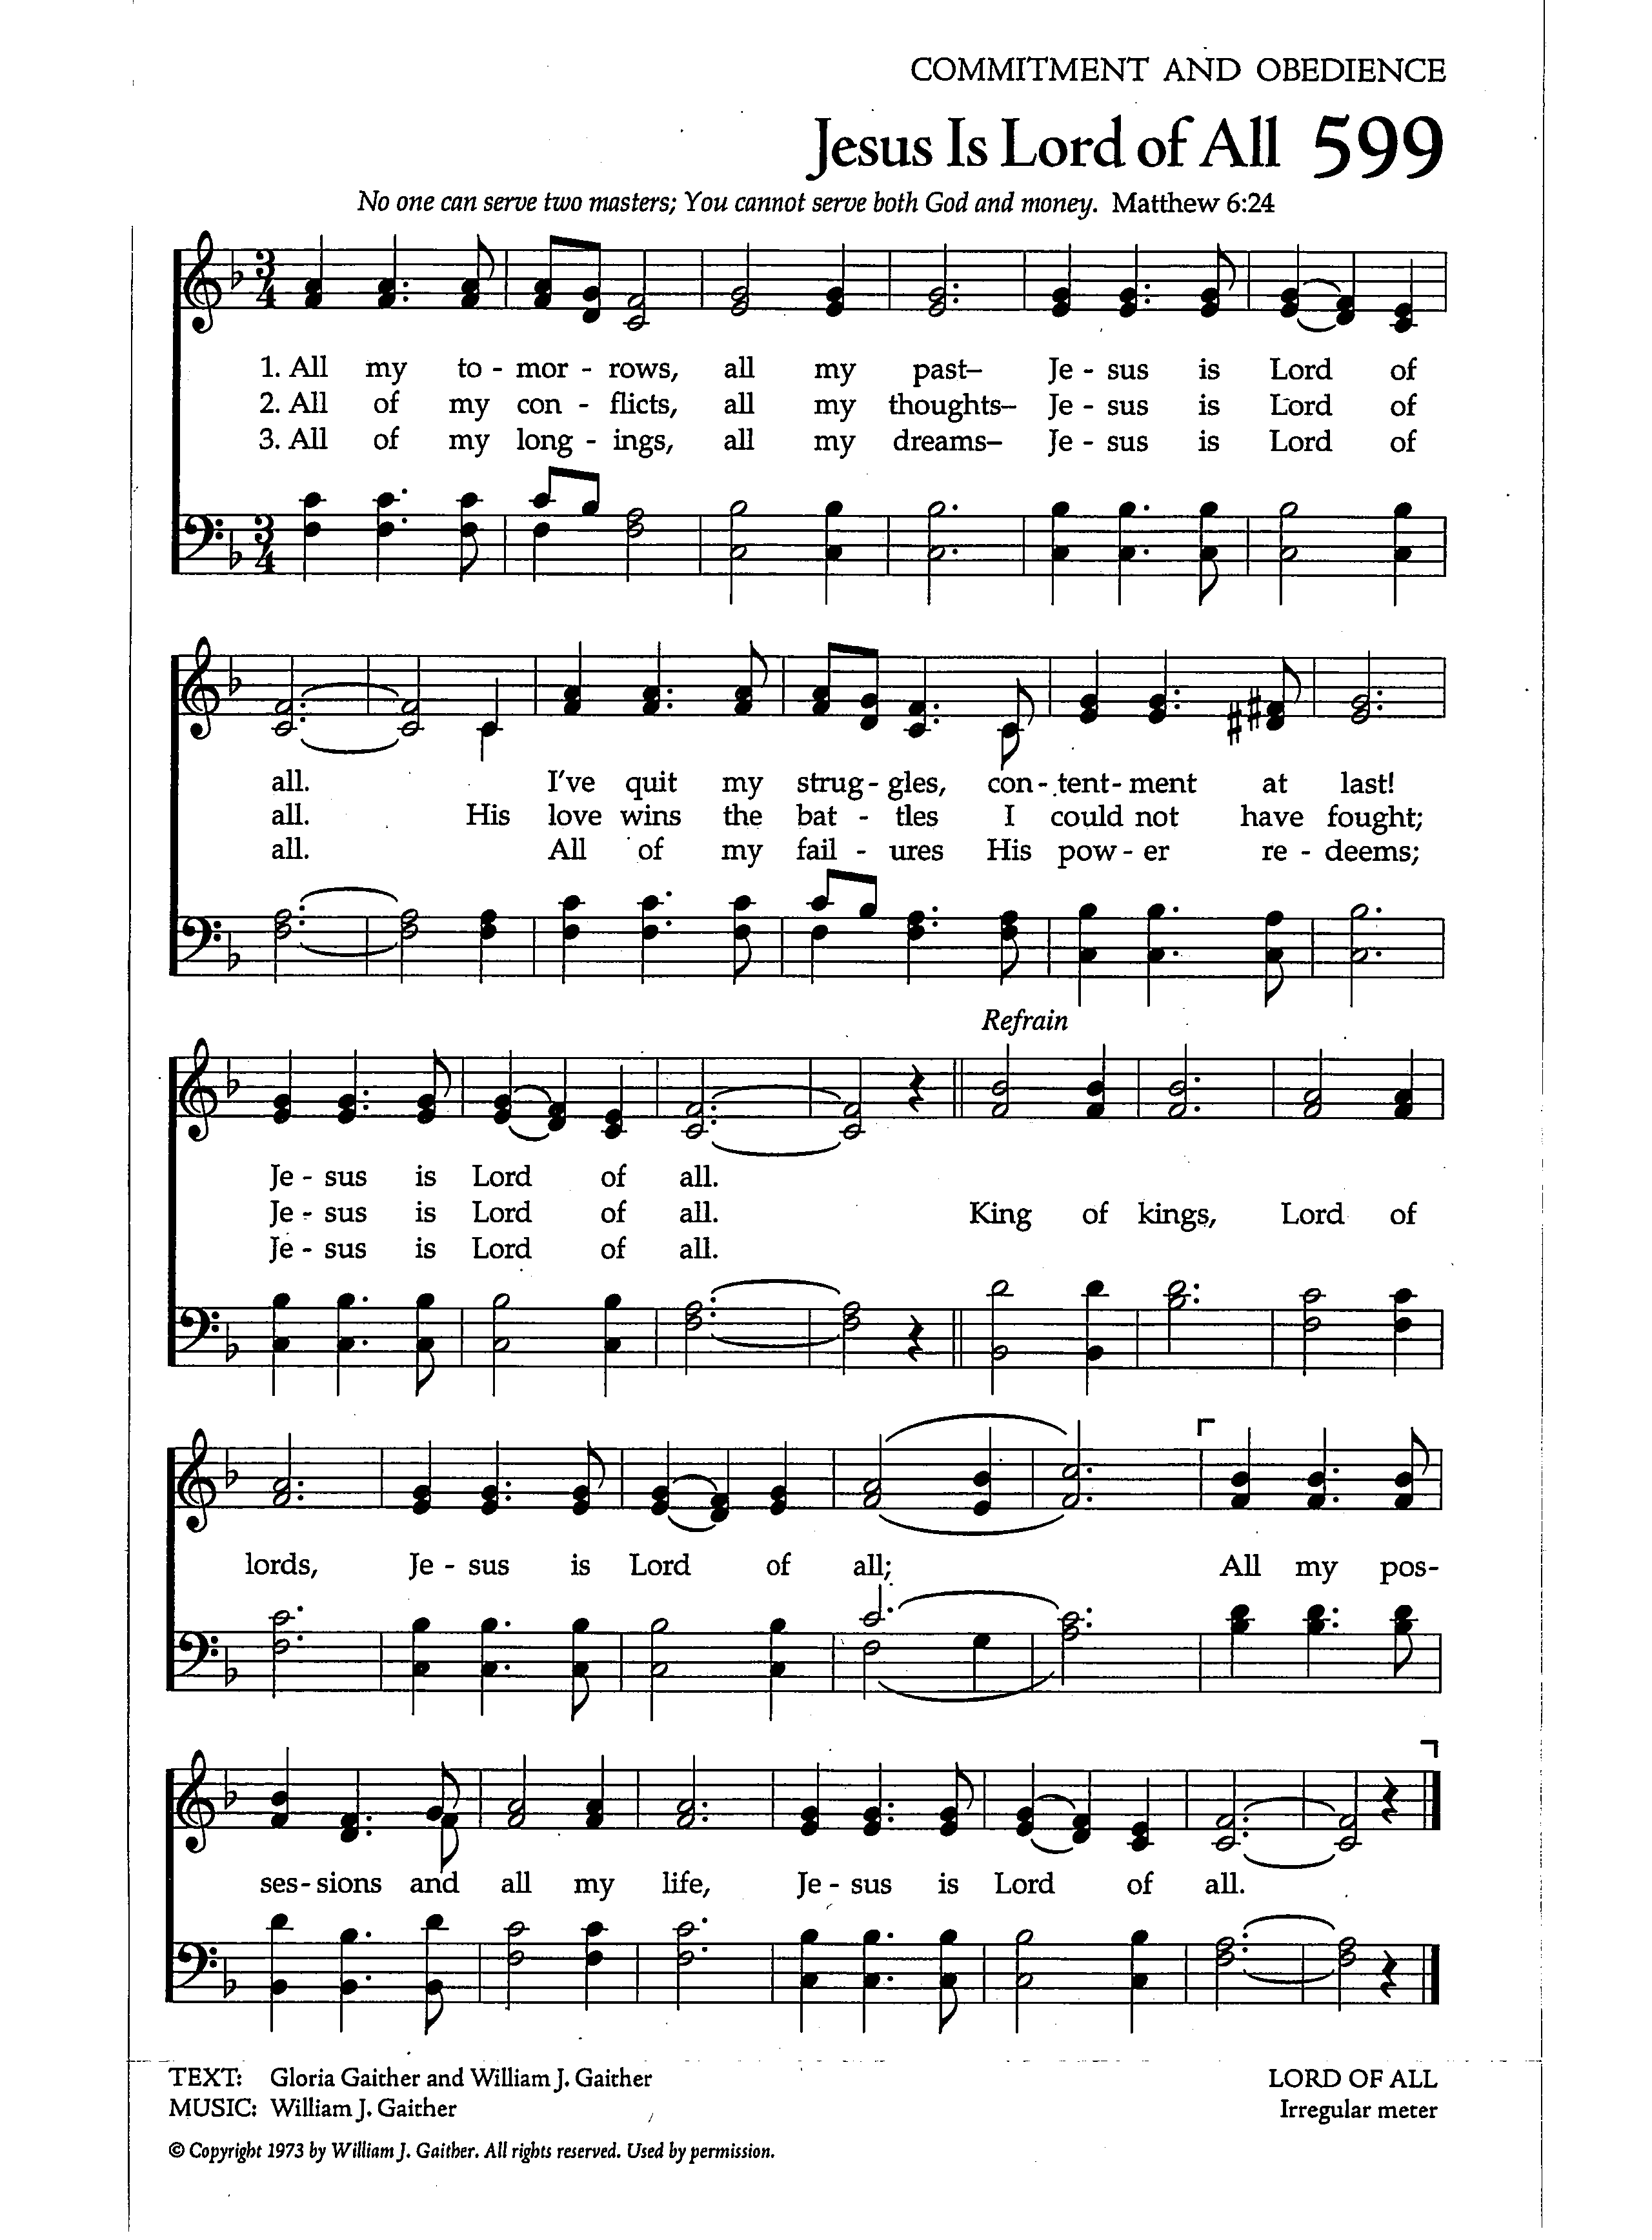 COMMITMENT AND OBEDIENCE
Jesus Is Lord of All 599
No one can serve two masters; You cannot serve both God and money. Matthew 6:24
1. All my to - mor - rows, all my past– Je - sus is Lord of
2. All of my con - flicts, all my thoughts– Je - sus is Lord of
3. All of my long - ings, all my dreams– Je - sus is Lord of
all. I've quit my strug - gles, con - tent - ment at last!
all. His love wins the bat - tles I could not have fought;
all. All of my fail - ures His pow - er re - deems;
Refrain
Je - sus is Lord of all.
Je - sus is Lord of all. King of kings, Lord of
Je - sus is Lord of all.
lords, Je - sus is Lord of all; All my pos-
ses - sions and all my life, Je - sus is Lord of all.
TEXT: Gloria Gaither and William J. Gaither
MUSIC: William J. Gaither
LORD OF ALL
Irregular meter
© Copyright 1973 by William J. Gaither. All rights reserved. Used by permission.